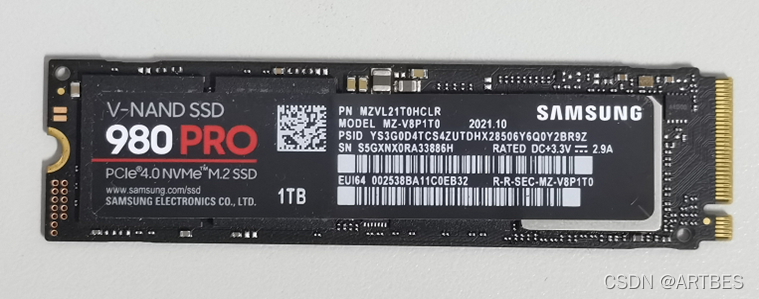 V-NAND SSD
980 PRO
PCIe®4.0 NVMe™M.2 SSD
www.samsung.com/ssd
SAMSUNG ELECTRONICS CO., LTD.
1TB
PN MZVL21T0HCLR 2021.10
MODEL MZ-V8P1T0
SAMSUNG
PSID YS3G0D4TCS4ZUTDHX28506Y6Q0Y2BR9Z
SN S5GXNX0RA33886H RATED DC+3.3V ⎓ 2.9A
EUI64 002538BA11C0EB32 R-R-SEC-MZ-V8P1T0
CSDN @ARTBES